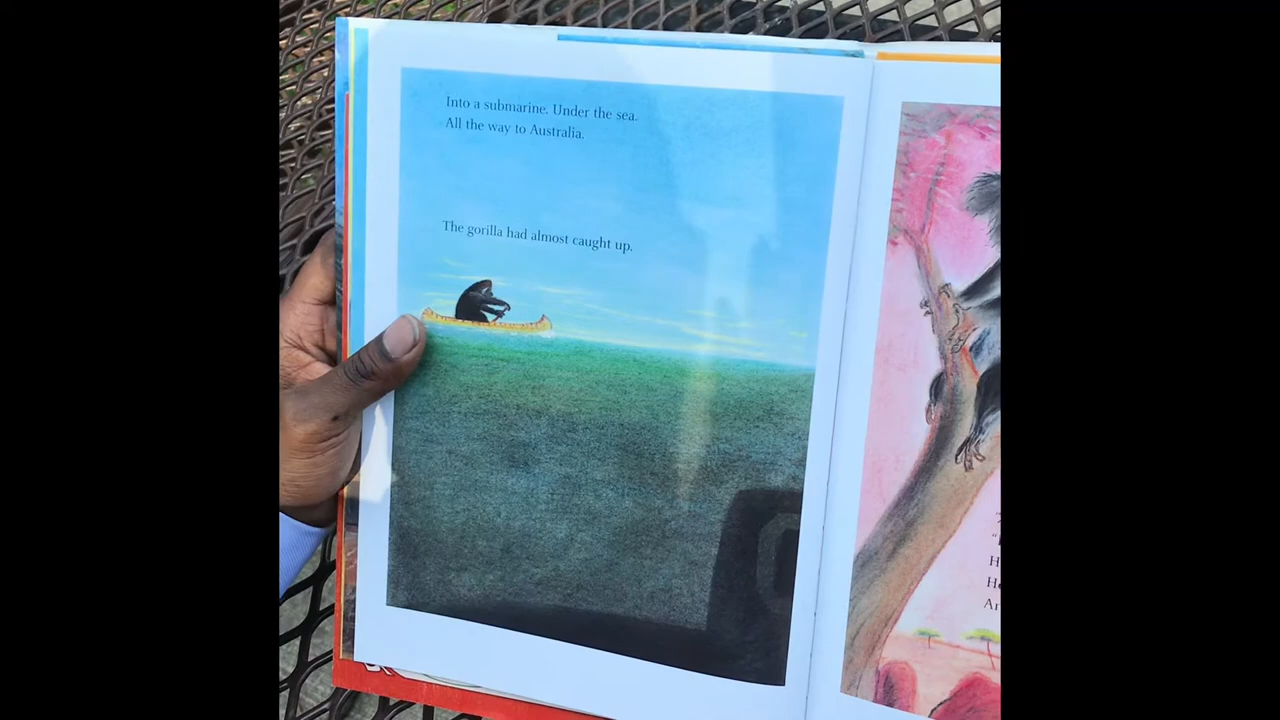 Into a submarine. Under the sea.
All the way to Australia.
The gorilla had almost caught up.